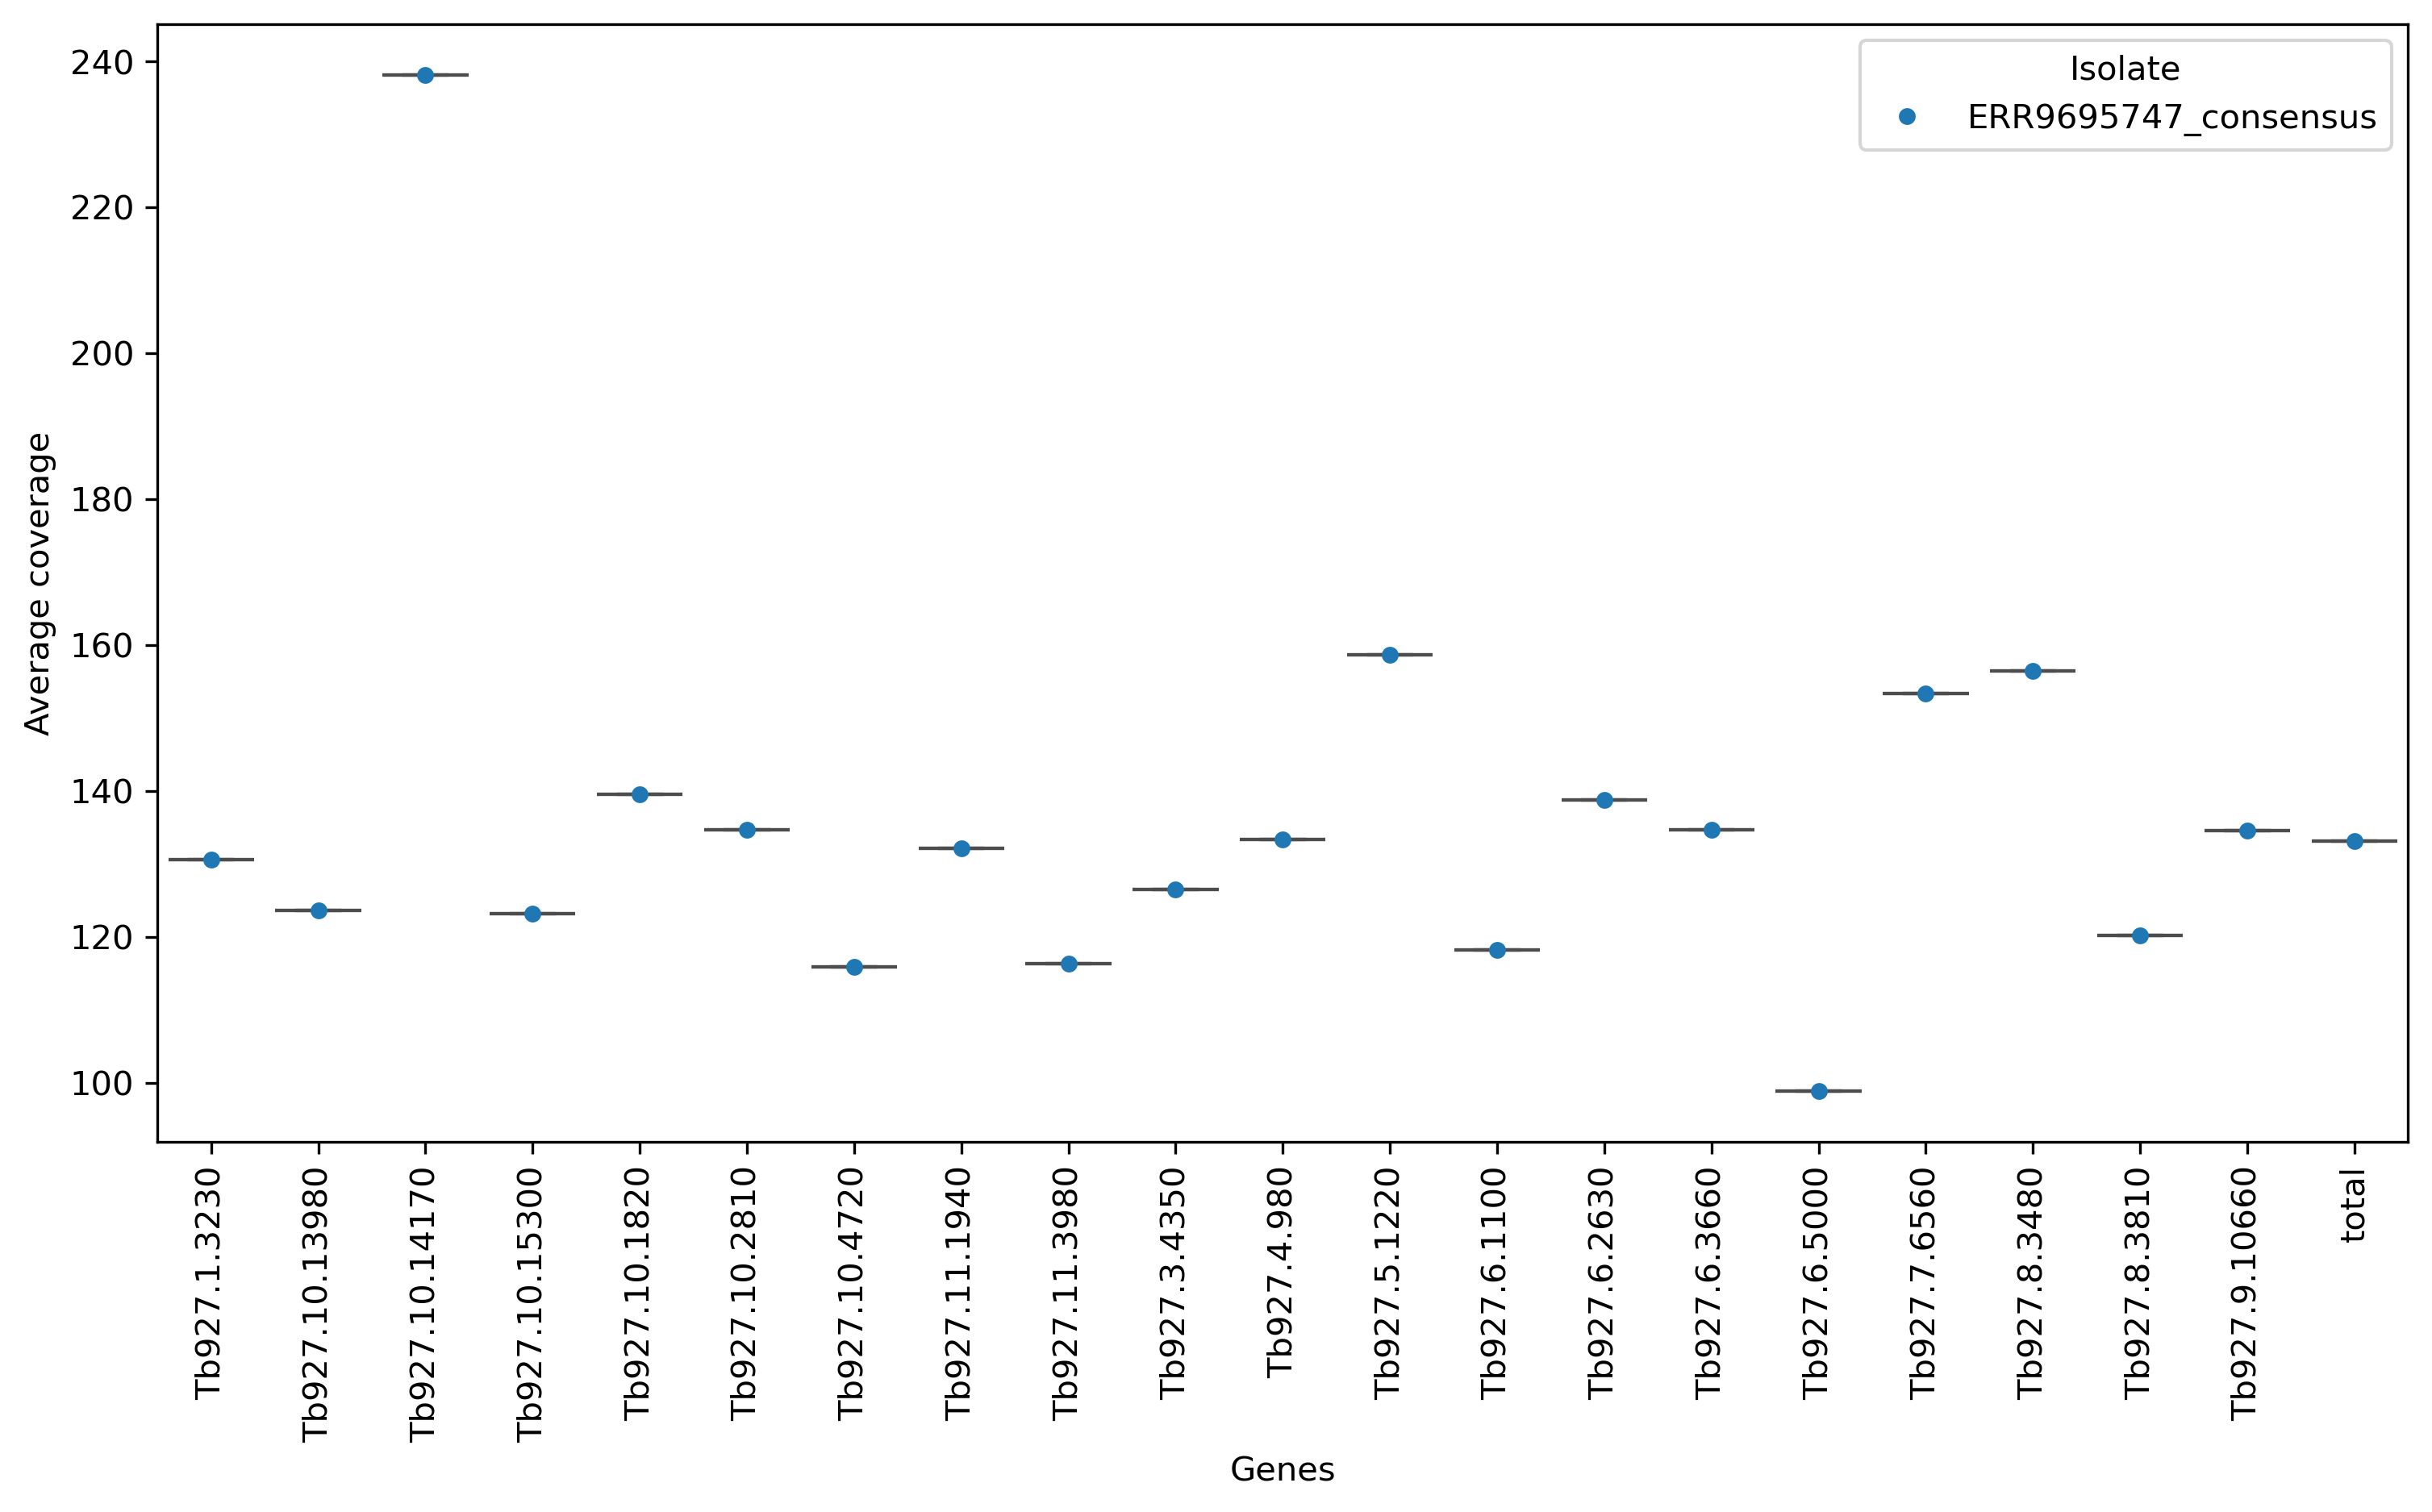 Isolate
ERR9695747_consensus
Average coverage
240
220
200
180
160
140
120
100
Tb927.1.3230
Tb927.10.13980
Tb927.10.14170
Tb927.10.15300
Tb927.10.1820
Tb927.10.2810
Tb927.10.4720
Tb927.11.1940
Tb927.11.3980
Tb927.3.4350
Tb927.4.980
Tb927.5.1220
Tb927.6.1100
Tb927.6.2630
Tb927.6.3660
Tb927.6.5000
Tb927.7.6560
Tb927.8.3480
Tb927.8.3810
Tb927.9.10660
total
Genes